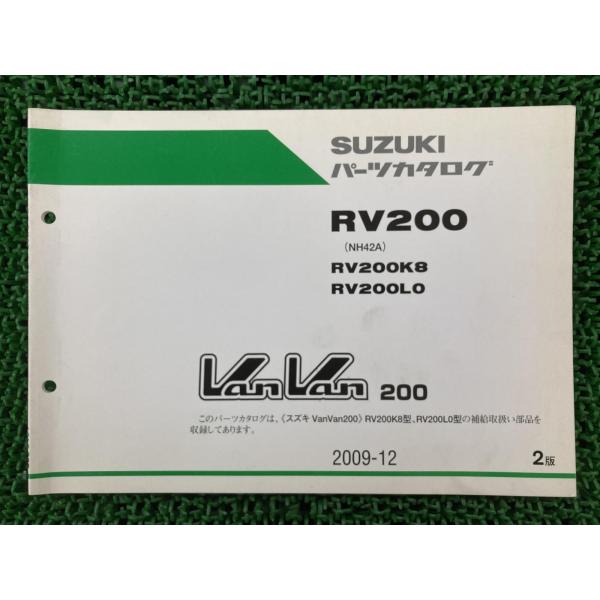 SUZUKI
パーツカタログ
RV200
(NH42A)
RV200K8
RV200L0
VanVan 200
このパーツカタログは、《スズキ VanVan200》RV200K8型、RV200L0型の補給取扱い部品を
収録してあります。
2009-12
2版